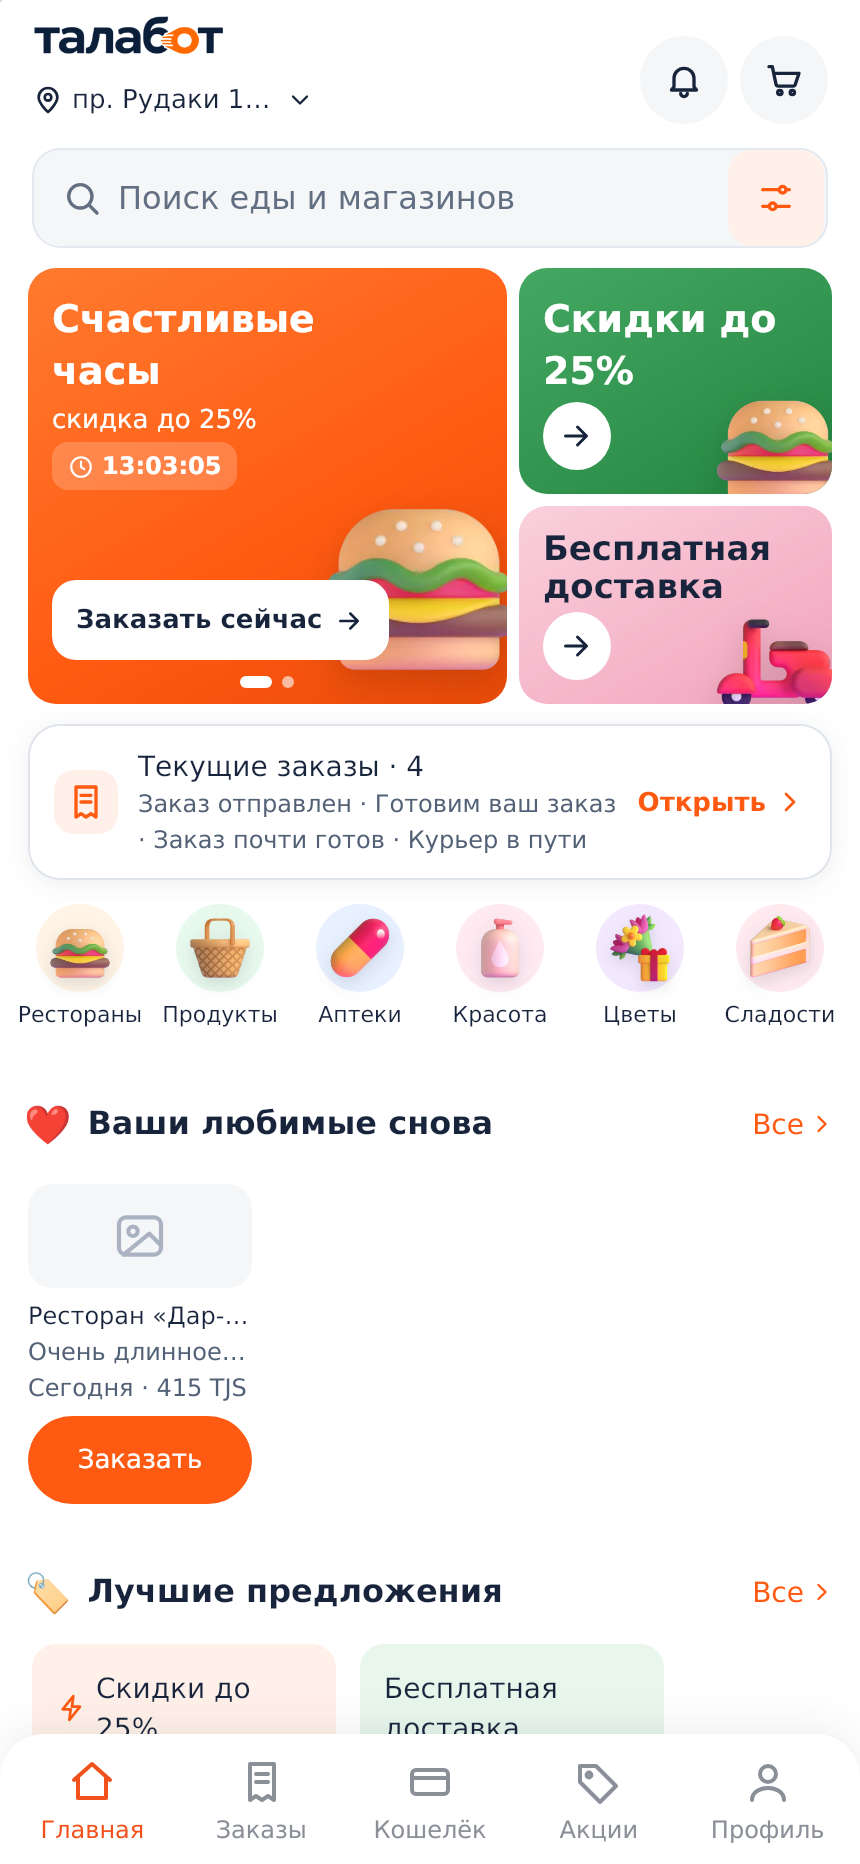 талабот
пр. Рудаки 1...
Поиск еды и магазинов
Счастливые
часы
скидка до 25%
13:03:05
Заказать сейчас
Скидки до
25%
Бесплатная
доставка
Текущие заказы · 4
Заказ отправлен · Готовим ваш заказ
· Заказ почти готов · Курьер в пути
Открыть
Рестораны
Продукты
Аптеки
Красота
Цветы
Сладости
Ваши любимые снова
Все
Ресторан «Дар-...
Очень длинное...
Сегодня · 415 TJS
Заказать
Лучшие предложения
Все
Скидки до
25%
Бесплатная
доставка
Главная
Заказы
Кошелёк
Акции
Профиль